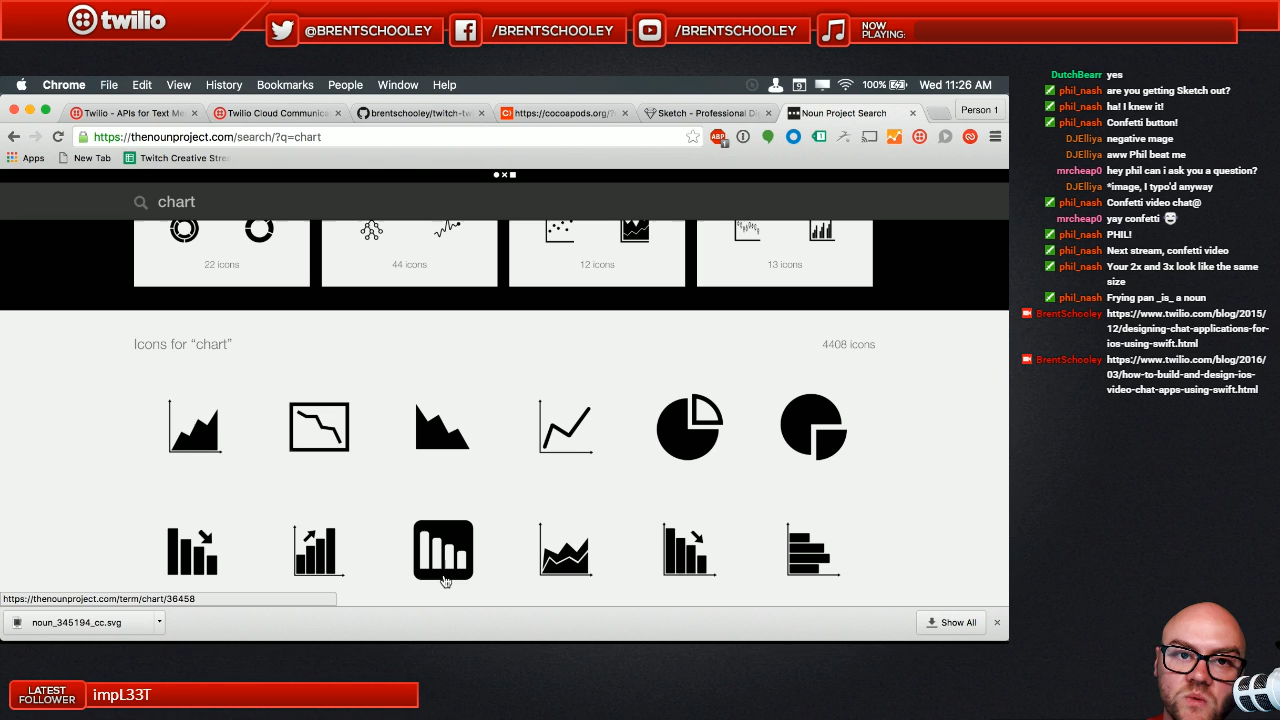 twilio
@BRENTSCHOOLEY
/BRENTSCHOOLEY
/BRENTSCHOOLEY
NOW PLAYING:
Chrome File Edit View History Bookmarks People Window Help
9
100%
Wed 11:26 AM
Twilio - APIs for Text Me
Twilio Cloud Communica
brentschooley/twitch-tw
https://cocoapods.org/?
Sketch - Professional Di
Noun Project Search
Person 1
https://thenounproject.com/search/?q=chart
Apps
New Tab
Twitch Creative Stre
chart
22 icons
44 icons
12 icons
13 icons
Icons for “chart”
4408 icons
https://thenounproject.com/term/chart/36458
noun_345194_cc.svg
Show All
DutchBearr yes
phil_nash are you getting Sketch out?
phil_nash ha! I knew it!
phil_nash Confetti button!
DJElliya negative mage
DJElliya aww Phil beat me
mrcheap0 hey phil can i ask you a question?
DJElliya *image, I typo'd anyway
phil_nash Confetti video chat@
mrcheap0 yay confetti
phil_nash PHIL!
phil_nash Next stream, confetti video
phil_nash Your 2x and 3x look like the same
size
phil_nash Frying pan _is_ a noun
BrentSchooley https://www.twilio.com/blog/2015/
12/designing-chat-applications-for-
ios-using-swift.html
BrentSchooley https://www.twilio.com/blog/2016/
03/how-to-build-and-design-ios-
video-chat-apps-using-swift.html
LATEST
FOLLOWER
impL33T